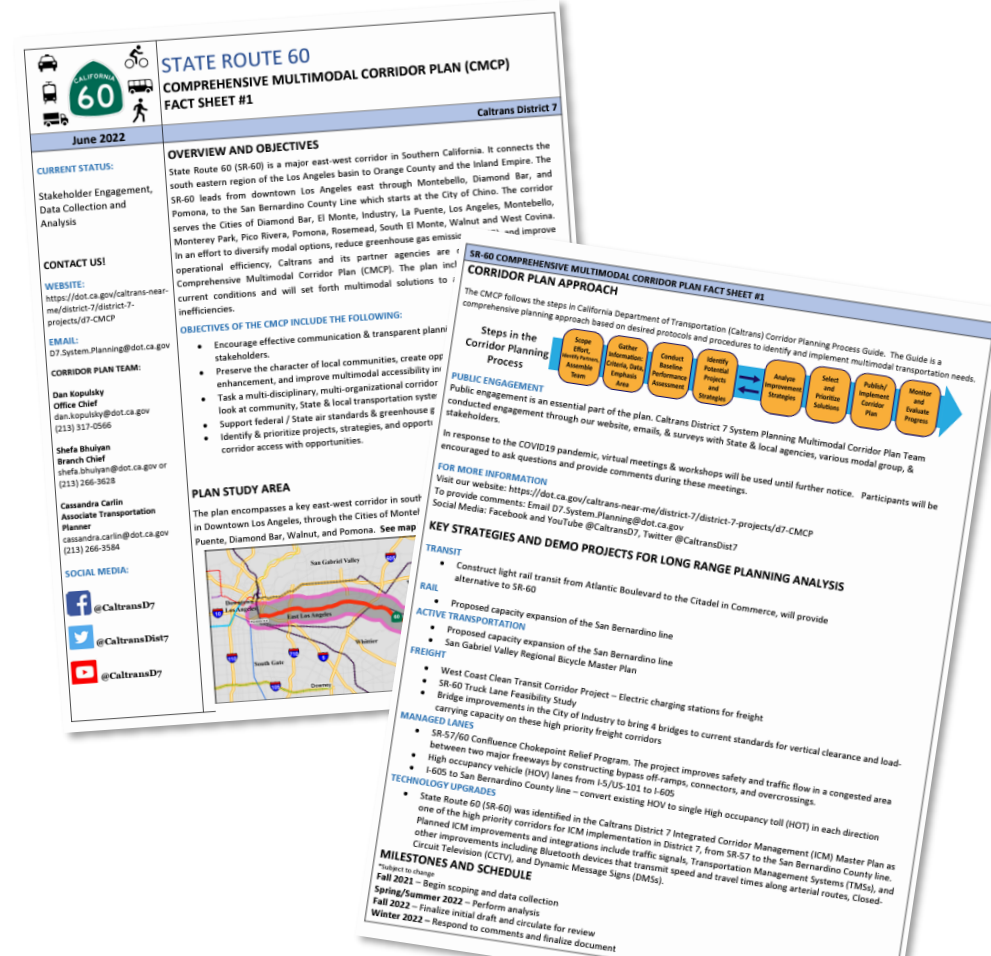 CALIFORNIA
60
STATE ROUTE 60
COMPREHENSIVE MULTIMODAL CORRIDOR PLAN (CMCP)
FACT SHEET #1
June 2022
Caltrans District 7
CURRENT STATUS:
Stakeholder Engagement,
Data Collection and
Analysis
CONTACT US!
WEBSITE:
https://dot.ca.gov/caltrans-near-
me/district-7/district-7-
projects/d7-CMCP
EMAIL:
D7.System.Planning@dot.ca.gov
CORRIDOR PLAN TEAM:
Dan Kopulsky
Office Chief
dan.kopulsky@dot.ca.gov
(213) 317-0566
Shefa Bhuiyan
Branch Chief
shefa.bhuiyan@dot.ca.gov or
(213) 266-3628
Cassandra Carlin
Associate Transportation
Planner
cassandra.carlin@dot.ca.gov
(213) 266-3584
SOCIAL MEDIA:
@CaltransD7
@CaltransDist7
@CaltransD7
OVERVIEW AND OBJECTIVES
State Route 60 (SR-60) is a major east-west corridor in Southern California. It connects the
south eastern region of the Los Angeles basin to Orange County and the Inland Empire. The
SR-60 leads from downtown Los Angeles east through Montebello, Diamond Bar, and
Pomona, to the San Bernardino County Line which starts at the City of Chino. The corridor
serves the Cities of Diamond Bar, El Monte, Industry, La Puente, Los Angeles, Montebello,
Monterey Park, Pico Rivera, Pomona, Rosemead, South El Monte, Walnut and West Covina.
In an effort to diversify modal options, reduce greenhouse gas and improve
operational efficiency, Caltrans and its partner agencies are
Comprehensive Multimodal Corridor Plan (CMCP). The plan
current conditions and will set forth multimodal solutions to
inefficiencies.
OBJECTIVES OF THE CMCP INCLUDE THE FOLLOWING:
• Encourage effective communication & transparent
stakeholders.
• Preserve the character of local communities, create
enhancement, and improve multimodal accessibility
• Task a multi-disciplinary, multi-organizational corridor
look at community, State & local transportation
• Support federal / State air standards & greenhouse
• Identify & prioritize projects, strategies, and
corridor access with opportunities.
PLAN STUDY AREA
The plan encompasses a key east-west corridor in
in Downtown Los Angeles, through the Cities of
Puente, Diamond Bar, Walnut, and Pomona. See map
San Gabriel Valley
Downtown
Los Angeles
East Los Angeles
Whittier
South Gate
Downey
SR-60 COMPREHENSIVE MULTIMODAL CORRIDOR PLAN FACT SHEET #1
CORRIDOR PLAN APPROACH
The CMCP follows the steps in California Department of Transportation (Caltrans) Corridor Planning Process Guide. The Guide is a
comprehensive planning approach based on desired protocols and procedures to identify and implement multimodal transportation needs.
Steps in the
Corridor Planning
Process
Scope
Effort,
Identify Partners,
Assemble
Team
Gather
Information:
Criteria, Data,
Emphasis
Area
Conduct
Baseline
Performance
Assessment
Identify
Potential
Projects
and
Strategies
Analyze
Improvement
Strategies
Select
and
Prioritize
Solutions
Publish/
Implement
Corridor
Plan
Monitor
and
Evaluate
Progress
PUBLIC ENGAGEMENT
Public engagement is an essential part of the plan. Caltrans District 7 System Planning Multimodal Corridor Plan Team
conducted engagement through our website, emails, & surveys with State & local agencies, various modal group, &
stakeholders.
In response to the COVID19 pandemic, virtual meetings & workshops will be used until further notice. Participants will be
encouraged to ask questions and provide comments during these meetings.
FOR MORE INFORMATION
Visit our website: https://dot.ca.gov/caltrans-near-me/district-7/district-7-projects/d7-CMCP
To provide comments: Email D7.System.Planning@dot.ca.gov
Social Media: Facebook and YouTube @CaltransD7, Twitter @CaltransDist7
KEY STRATEGIES AND DEMO PROJECTS FOR LONG RANGE PLANNING ANALYSIS
TRANSIT
• Construct light rail transit from Atlantic Boulevard to the Citadel in Commerce, will provide
alternative to SR-60
RAIL
• Proposed capacity expansion of the San Bernardino line
ACTIVE TRANSPORTATION
• Proposed capacity expansion of the San Bernardino line
• San Gabriel Valley Regional Bicycle Master Plan
FREIGHT
• West Coast Clean Transit Corridor Project – Electric charging stations for freight
• SR-60 Truck Lane Feasibility Study
• Bridge improvements in the City of Industry to bring 4 bridges to current standards for vertical clearance and load-
carrying capacity on these high priority freight corridors
MANAGED LANES
• SR-57/60 Confluence Chokepoint Relief Program. The project improves safety and traffic flow in a congested area
between two major freeways by constructing bypass off-ramps, connectors, and overcrossings.
• High occupancy vehicle (HOV) lanes from I-5/US-101 to I-605
• I-605 to San Bernardino County line – convert existing HOV to single High occupancy toll (HOT) in each direction
TECHNOLOGY UPGRADES
• State Route 60 (SR-60) was identified in the Caltrans District 7 Integrated Corridor Management (ICM) Master Plan as
one of the high priority corridors for ICM implementation in District 7, from SR-57 to the San Bernardino County line.
Planned ICM improvements and integrations include traffic signals, Transportation Management Systems (TMSs), and
other improvements including Bluetooth devices that transmit speed and travel times along arterial routes, Closed-
Circuit Television (CCTV), and Dynamic Message Signs (DMSs).
MILESTONES AND SCHEDULE
*Subject to change
Fall 2021 – Begin scoping and data collection
Spring/Summer 2022 – Perform analysis
Fall 2022 – Finalize initial draft and circulate for review
Winter 2022 – Respond to comments and finalize document